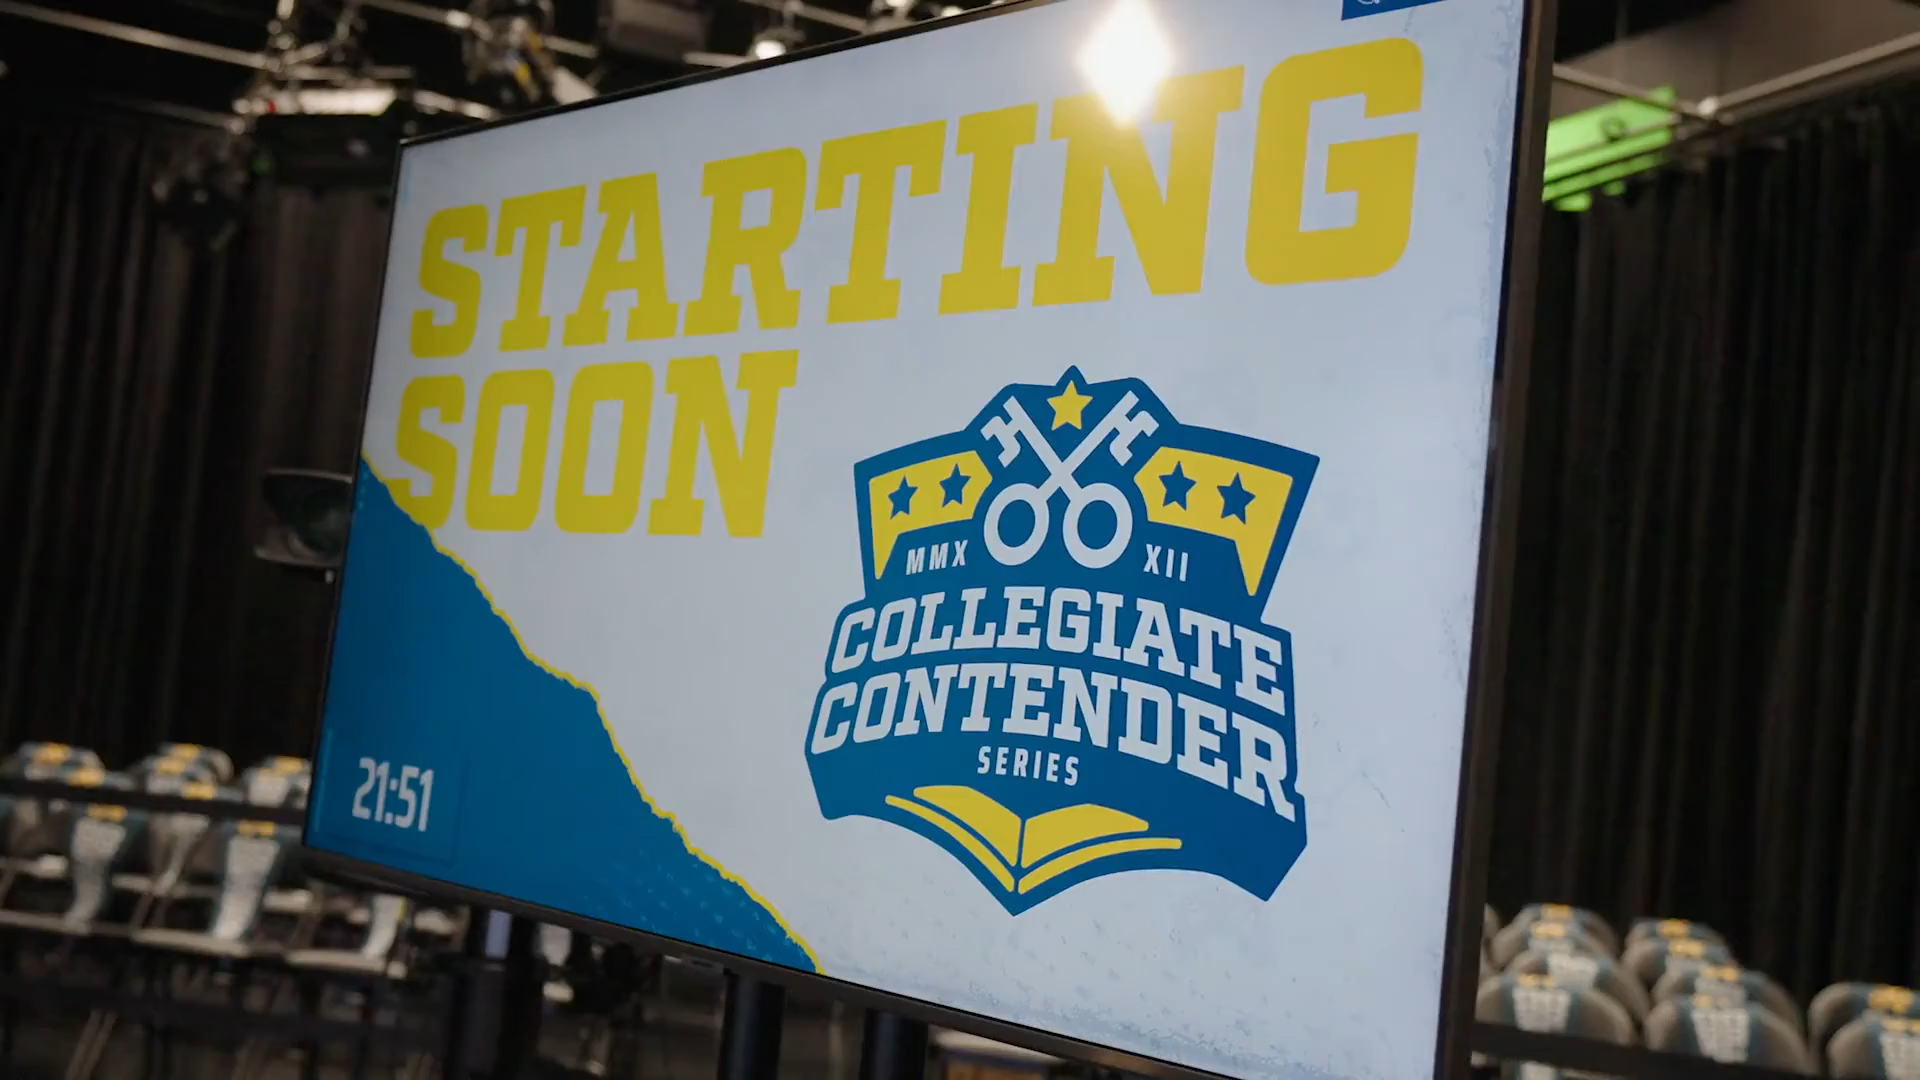 STARTING
SOON
MMX XII
COLLEGIATE
CONTENDER
SERIES
21:51